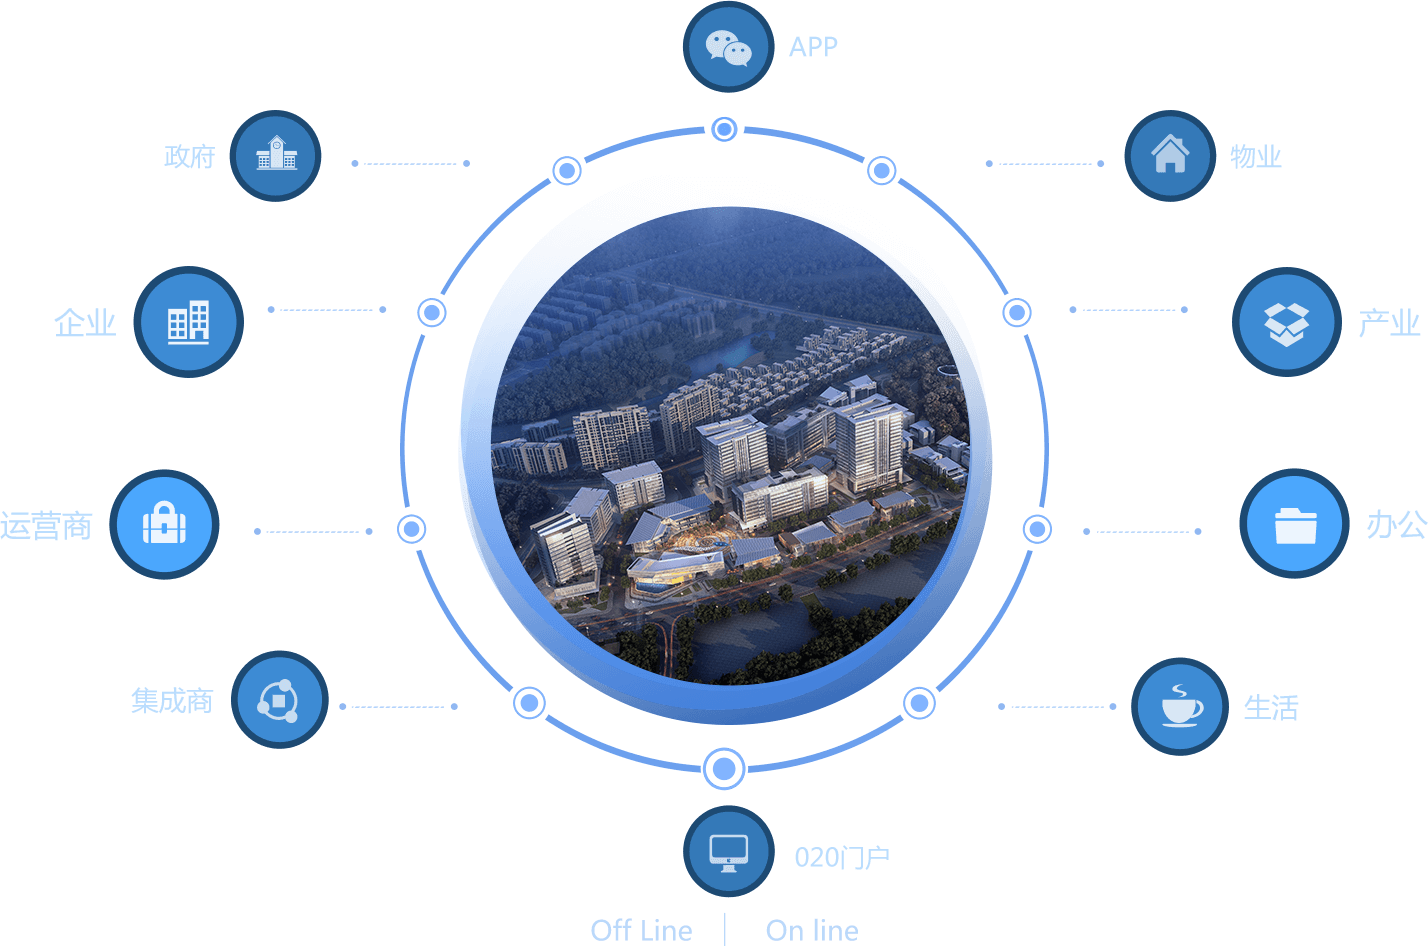 APP
政府
物业
企业
产业
运营商
办公
集成商
生活
020门户
Off Line | On line